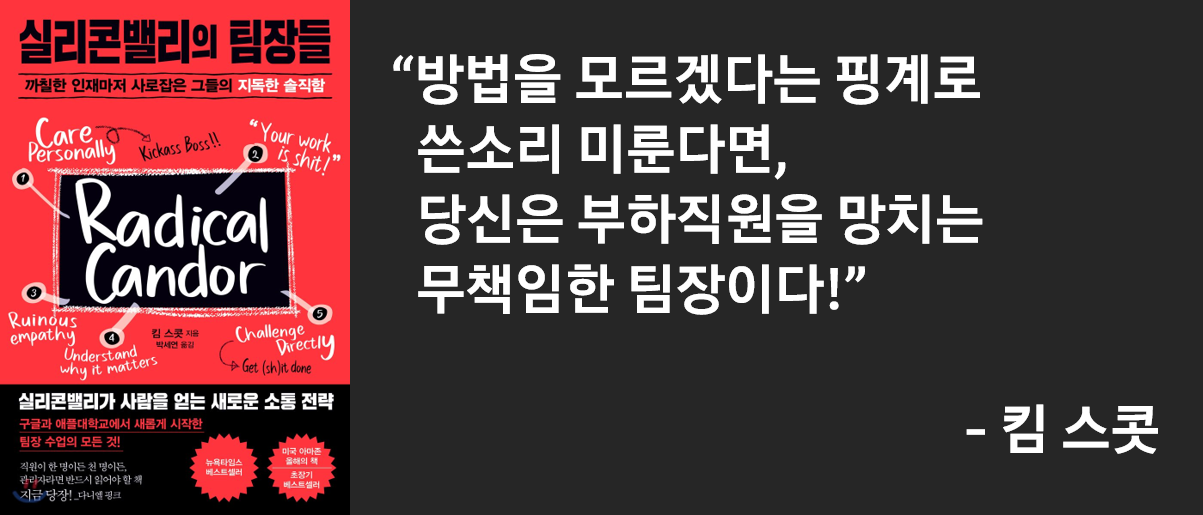 실리콘밸리의 팀장들
까칠한 인재마저 사로잡은 그들의 지독한 솔직함
Care
Personally
Kickass Boss!!
"Your work
is shit!"
1
2
Radical
Candor
3
Ruinous
empathy
4
Understand
why it matters
킴 스콧 지음
박세연 옮김
5
Challenge
Directly
Get (sh)it done
실리콘밸리가 사람을 얻는 새로운 소통 전략
구글과 애플대학교에서 새롭게 시작한
팀장 수업의 모든 것!
직원이 한 명이든 천 명이든,
관리자라면 반드시 읽어야 할 책
지금 당장! _다니엘 핑크
뉴욕타임스
베스트셀러
미국 아마존
올해의 책
초장기
베스트셀러
“방법을 모르겠다는 핑계로
쓴소리 미룬다면,
당신은 부하직원을 망치는
무책임한 팀장이다!”
- 킴 스콧